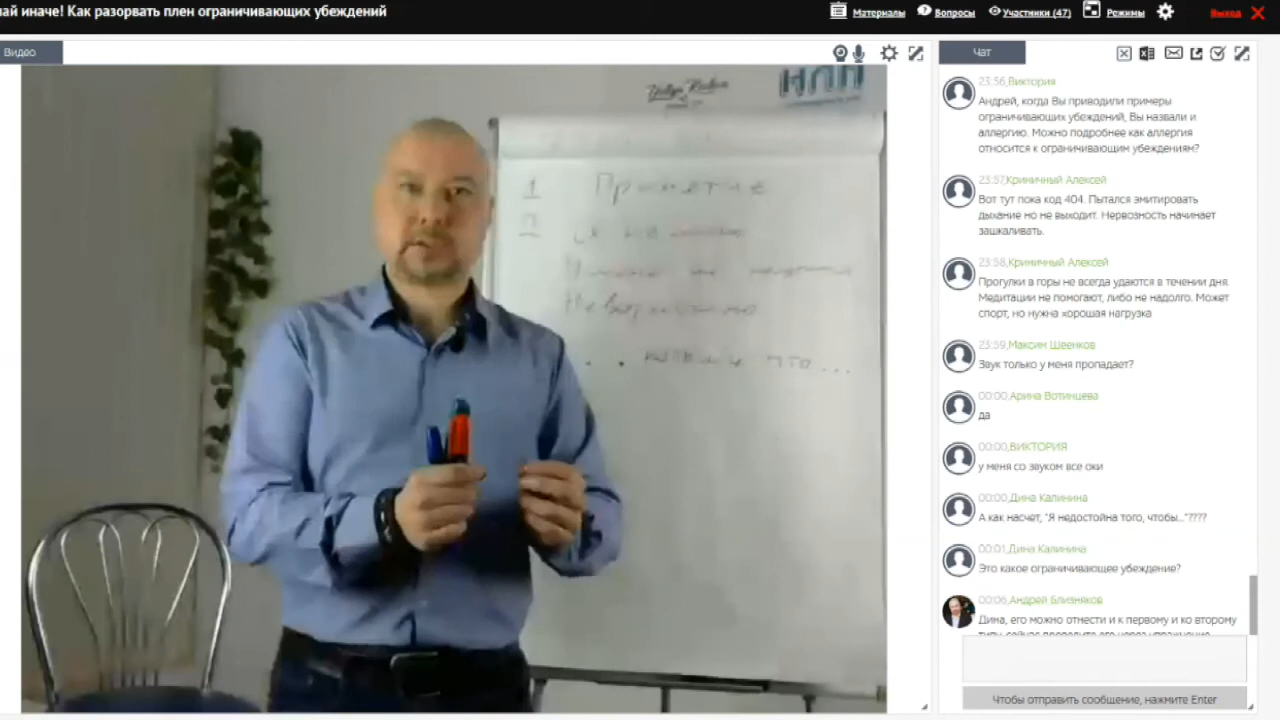 ай иначе! Как разорвать плен ограничивающих убеждений
Материалы
Вопросы
Участники (47)
Режимы
Выход
Видео
Чат
НЛП
1 Принятие
2
23:56,Виктория
Андрей, когда Вы приводили примеры
ограничивающих убеждений, Вы назвали и
аллергию. Можно подробнее как аллергия
относится к ограничивающим убеждениям?
23:57,Криничный Алексей
Вот тут пока код 404. Пытался эмитировать
дыхание но не выходит. Нервозность начинает
зашкаливать.
23:58,Криничный Алексей
Прогулки в горы не всегда удаются в течении дня.
Медитации не помогают, либо не надолго. Может
спорт, но нужна хорошая нагрузка
23:59,Максим Шеенков
Звук только у меня пропадает?
00:00,Арина Вотинцева
да
00:00,ВИКТОРИЯ
у меня со звуком все оки
00:00,Дина Калинина
А как насчет, "Я недостойна того, чтобы..."????
00:01,Дина Калинина
Это какое ограничивающее убеждение?
00:06,Андрей Близняков
Дина, его можно отнести и к первому и ко второму
Чтобы отправить сообщение, нажмите Enter